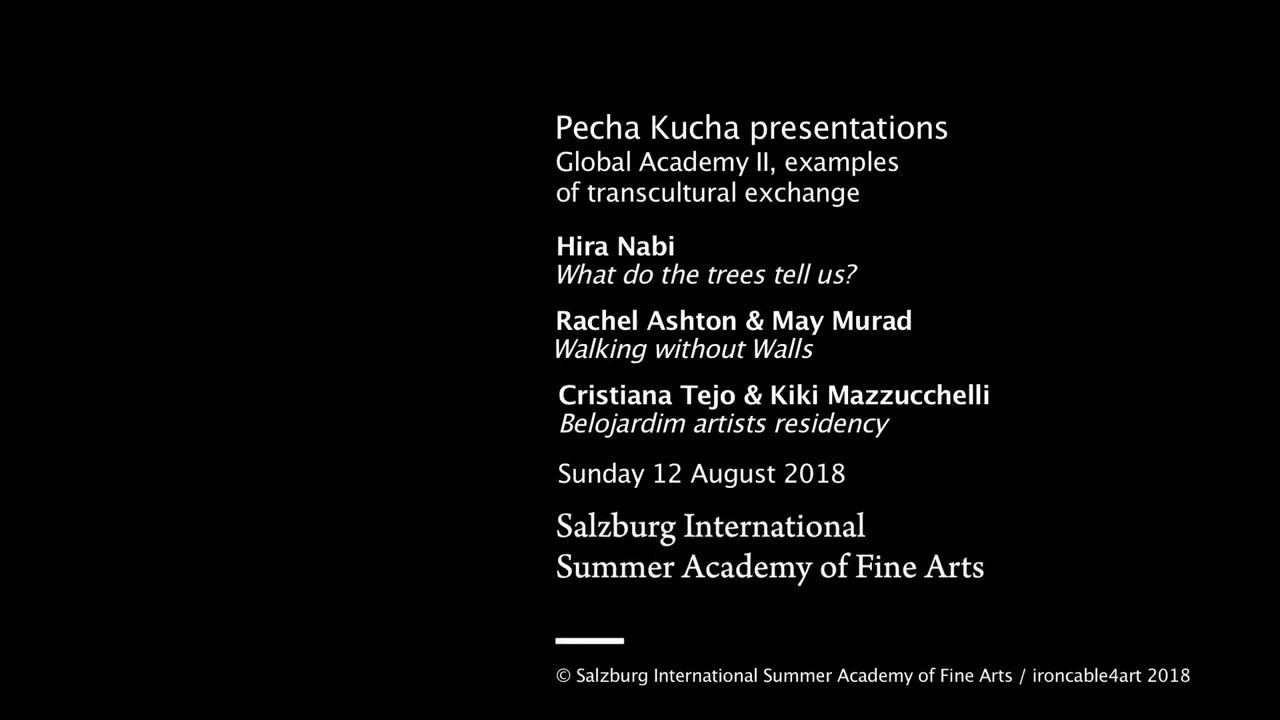 Pecha Kucha presentations
Global Academy II, examples
of transcultural exchange
Hira Nabi
What do the trees tell us?
Rachel Ashton & May Murad
Walking without Walls
Cristiana Tejo & Kiki Mazzucchelli
Belojardim artists residency
Sunday 12 August 2018
Salzburg International
Summer Academy of Fine Arts
© Salzburg International Summer Academy of Fine Arts / ironcable4art 2018